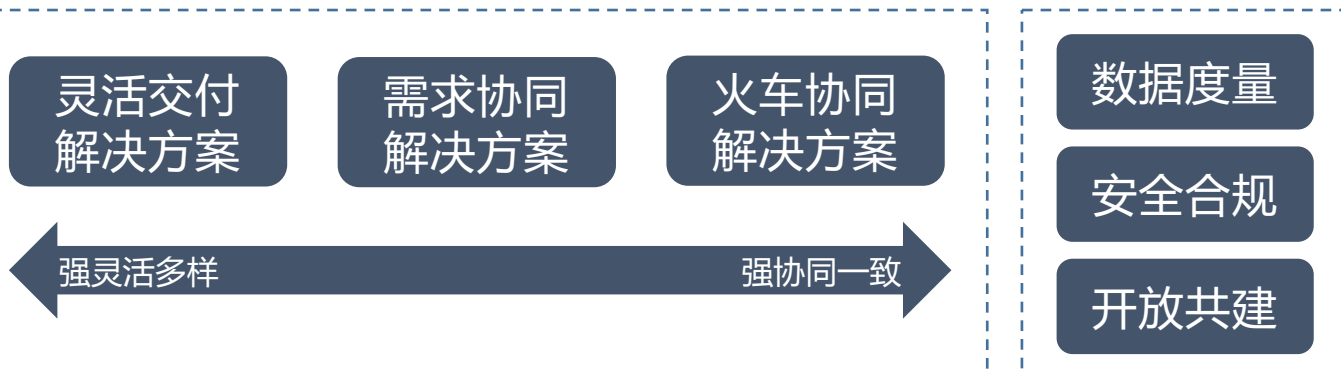 灵活交付
解决方案
需求协同
解决方案
火车协同
解决方案
强灵活多样
强协同一致
数据度量
安全合规
开放共建